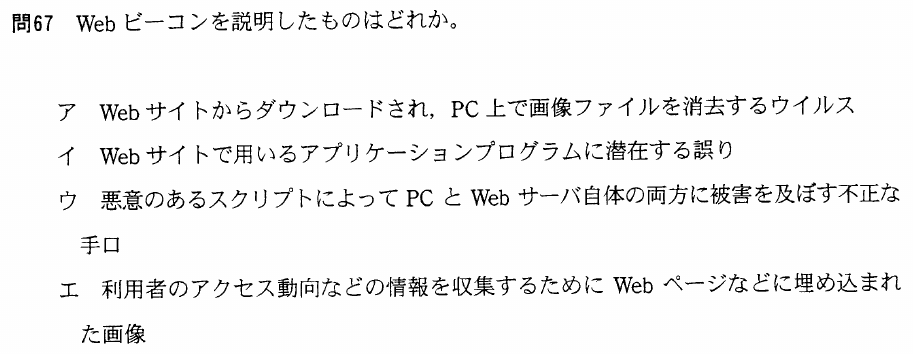 問67 Web ビーコンを説明したものはどれか。
ア Web サイトからダウンロードされ，PC 上で画像ファイルを消去するウイルス
イ Web サイトで用いるアプリケーションプログラムに潜在する誤り
ウ 悪意のあるスクリプトによって PC と Web サーバ自体の両方に被害を及ぼす不正な
手口
エ 利用者のアクセス動向などの情報を収集するために Web ページなどに埋め込まれ
た画像